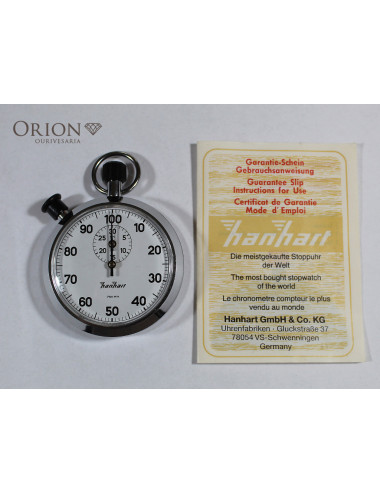 ORION
OURIVESARIA
100
90 10
80 20
70 30
60 40
50
30
25 5
20 10
15
hanhart
Garantie-Schein
Gebrauchsanweisung
Guarantee Slip
Instructions for Use
Certificat de Garantie
Mode d' Emploi
hanhart
Die meistgekaufte Stoppuhr
der Welt
The most bought stopwatch
of the world
Le chronometre compteur le plus
vendu au monde
Hanhart GmbH & Co. KG
Uhrenfabriken · Gluckstraße 37
78054 VS-Schwenningen
Germany